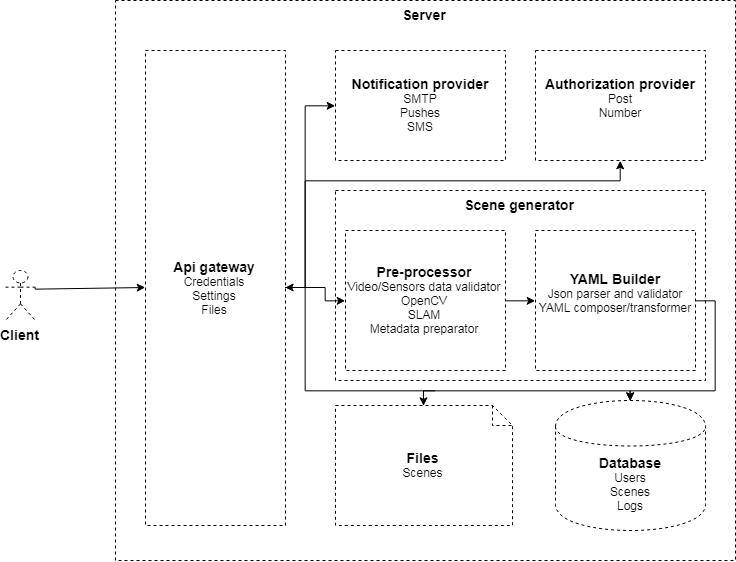 Server
Notification provider
SMTP
Pushes
SMS
Authorization provider
Post
Number
Scene generator
Api gateway
Credentials
Settings
Files
Pre-processor
Video/Sensors data validator
OpenCV
SLAM
Metadata preparator
YAML Builder
Json parser and validator
YAML composer/transformer
Client
Files
Scenes
Database
Users
Scenes
Logs